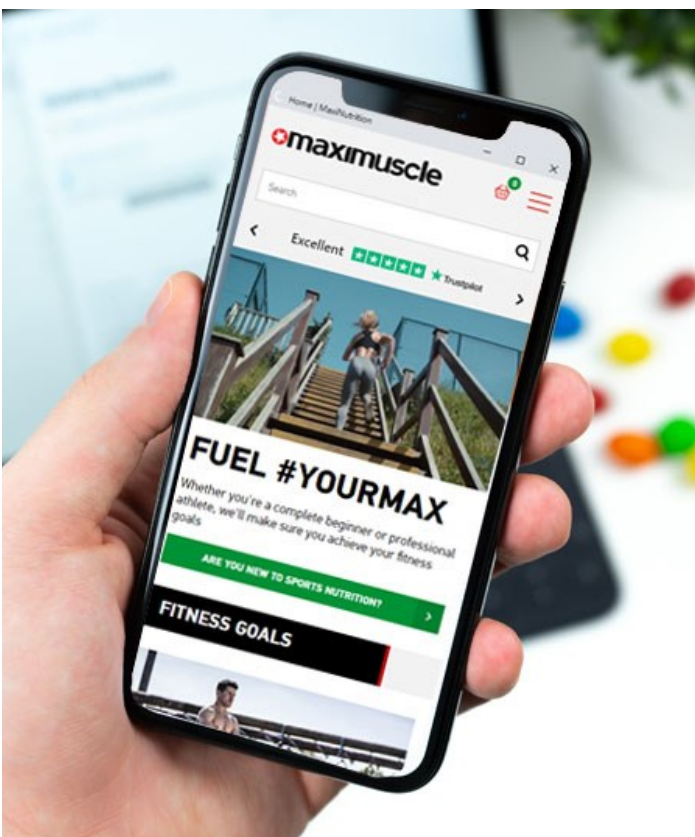 Home | MaxiNutrition
maximuscle
0
Search
Excellent Trustpilot
FUEL #YOURMAX
Whether you're a complete beginner or professional
athlete, we'll make sure you achieve your fitness
goals
ARE YOU NEW TO SPORTS NUTRITION?
FITNESS GOALS